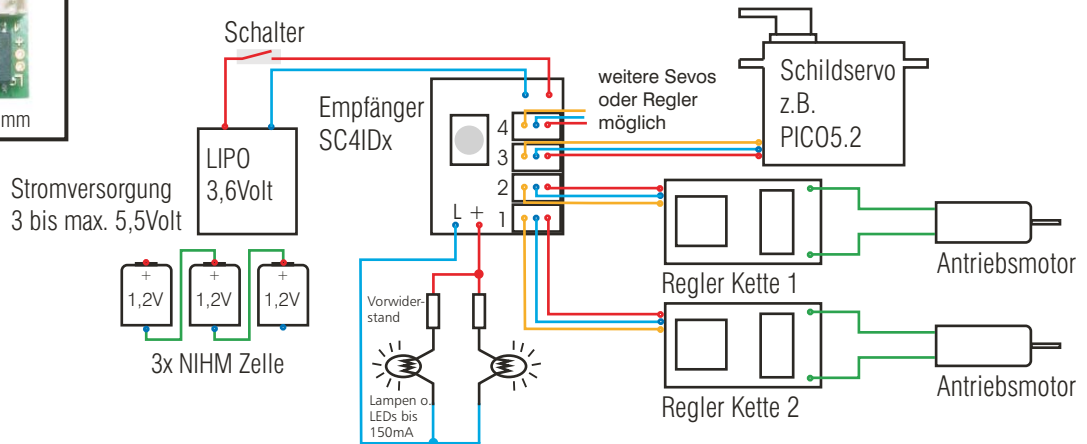 mm
Schalter
Empfänger
SC4IDx
weitere Sevos
oder Regler
möglich
Schildservo
z.B.
PICO5.2
LIPO
3,6Volt
Stromversorgung
3 bis max. 5,5Volt
4
3
2
1
L +
+
1,2V
+
1,2V
+
1,2V
3x NIHM Zelle
Vorwider-
stand
Lampen o.
LEDs bis
150mA
Regler Kette 1
Antriebsmotor
Regler Kette 2
Antriebsmotor